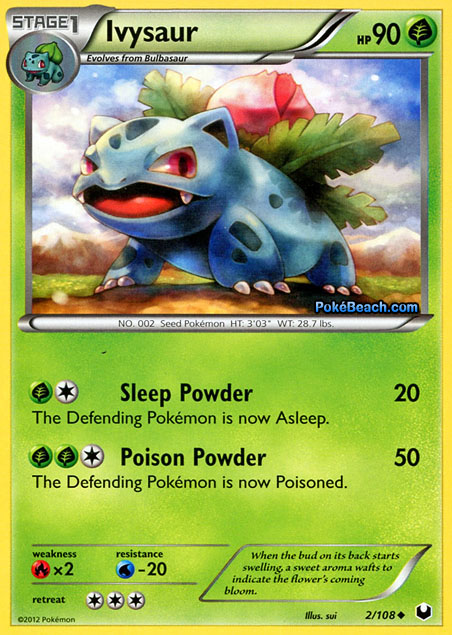 STAGE1 Ivysaur HP90
Evolves from Bulbasaur
PokéBeach.com
NO. 002 Seed Pokémon HT: 3'03" WT: 28.7 lbs.
Sleep Powder 20
The Defending Pokémon is now Asleep.
Poison Powder 50
The Defending Pokémon is now Poisoned.
weakness resistance
×2 -20
retreat
When the bud on its back starts
swelling, a sweet aroma wafts to
indicate the flower's coming
bloom.
©2012 Pokémon Illus. sui 2/108